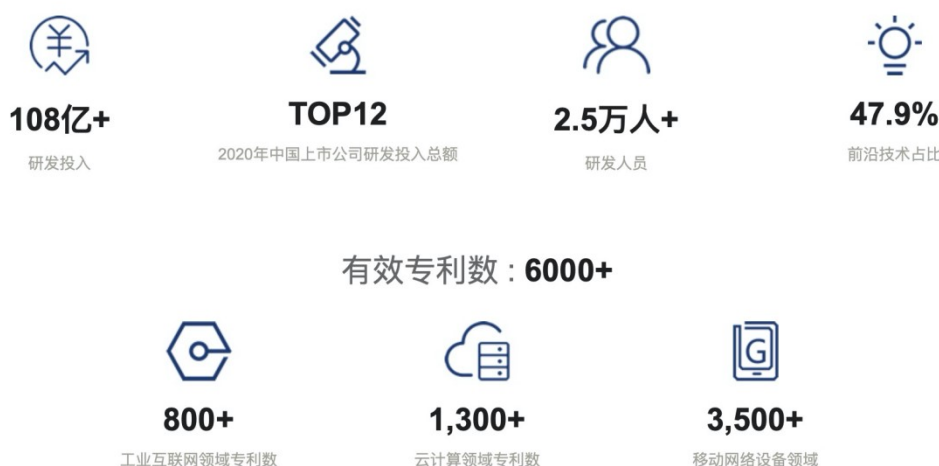 108亿+
TOP12
2.5万人+
47.9%
研发投入
2020年中国上市公司研发投入总额
研发人员
前沿技术占比
有效专利数：6000+
G
800+
1,300+
3,500+
工业互联网领域专利数
云计算领域专利数
移动网络设备领域